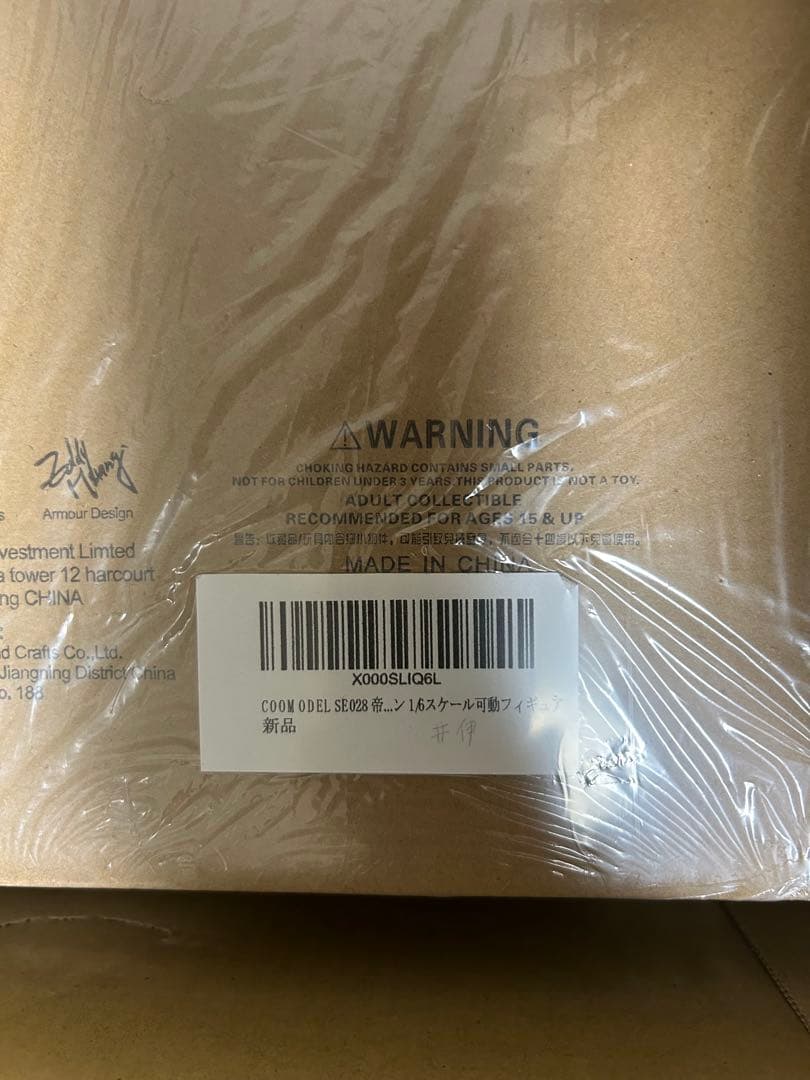 ⚠WARNING
CHOKING HAZARD CONTAINS SMALL PARTS.
NOT FOR CHILDREN UNDER 3 YEARS.THIS PRODUCT IS NOT A TOY.
ADULT COLLECTIBLE
RECOMMENDED FOR AGES 15 & UP
MADE IN CHINA
Armour Design
vestment Limted
a tower 12 harcourt
ng CHINA
d Crafts Co.,Ltd.
Jiangning District China
o. 188
X000SLIQ6L
COOMODEL SE028 帝...ン 1/6スケール可動フィギュア
新品
井伊